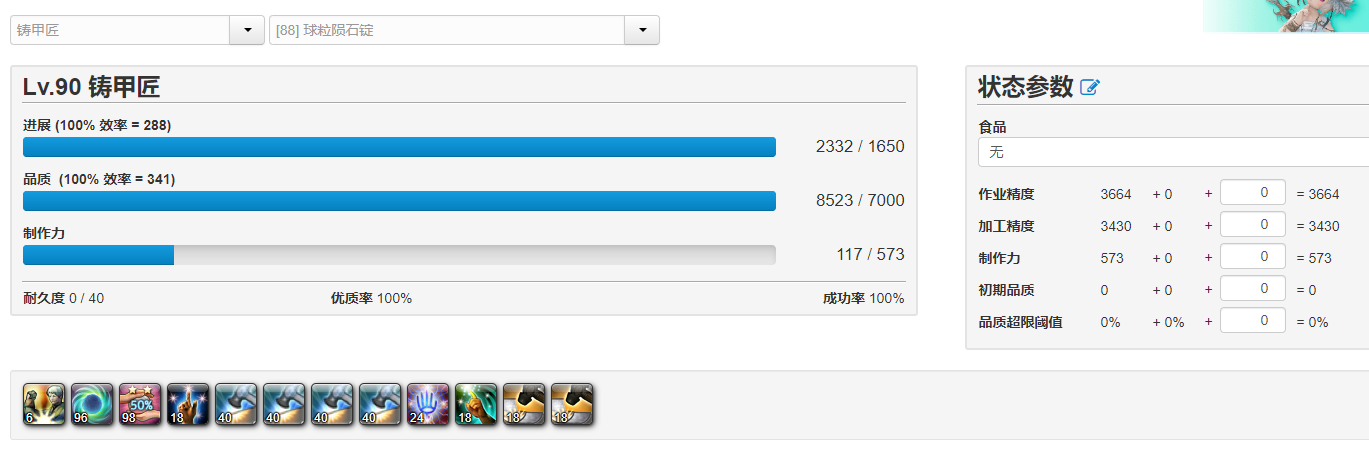 铸甲匠 [88] 球粒陨石锭
Lv.90 铸甲匠
进展 (100% 效率 = 288)
2332 / 1650
品质 (100% 效率 = 341)
8523 / 7000
制作力
117 / 573
耐久度 0 / 40 优质率 100% 成功率 100%
状态参数
食品
无
作业精度 3664 + 0 + 0 = 3664
加工精度 3430 + 0 + 0 = 3430
制作力 573 + 0 + 0 = 573
初期品质 0 + 0 + 0 = 0
品质超限阈值 0% + 0% + 0 = 0%
6 96 98 50% 18 40 40 40 40 24 18 18 18